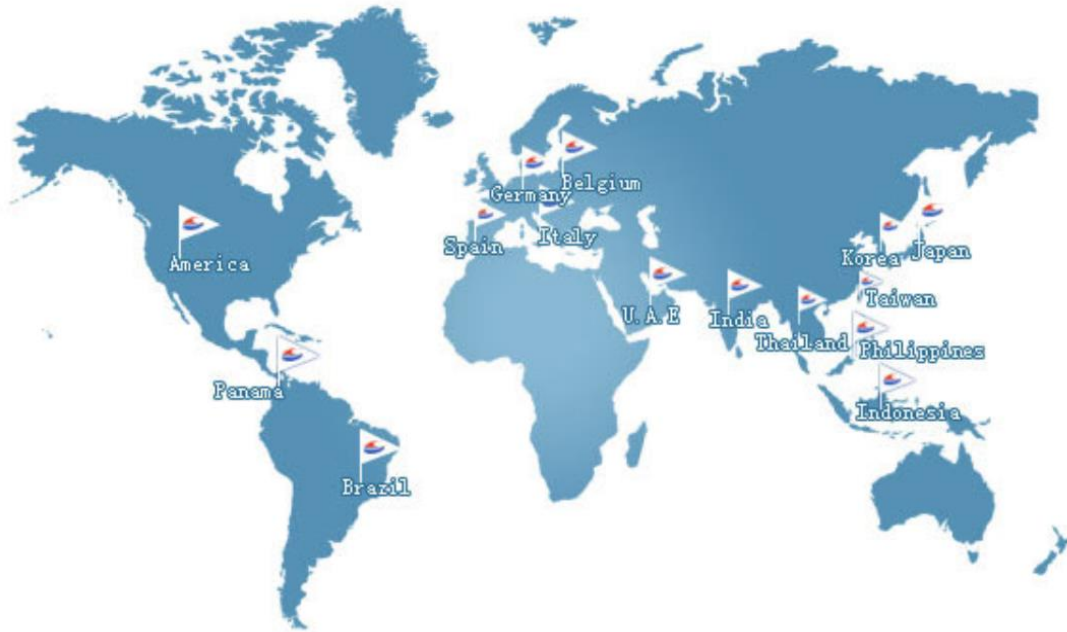 Belgium
Germany
Spain
Italy
America
Korea
Japan
U.A.E
India
Thailand
Taiwan
Philippines
Panama
Indonesia
Brazil